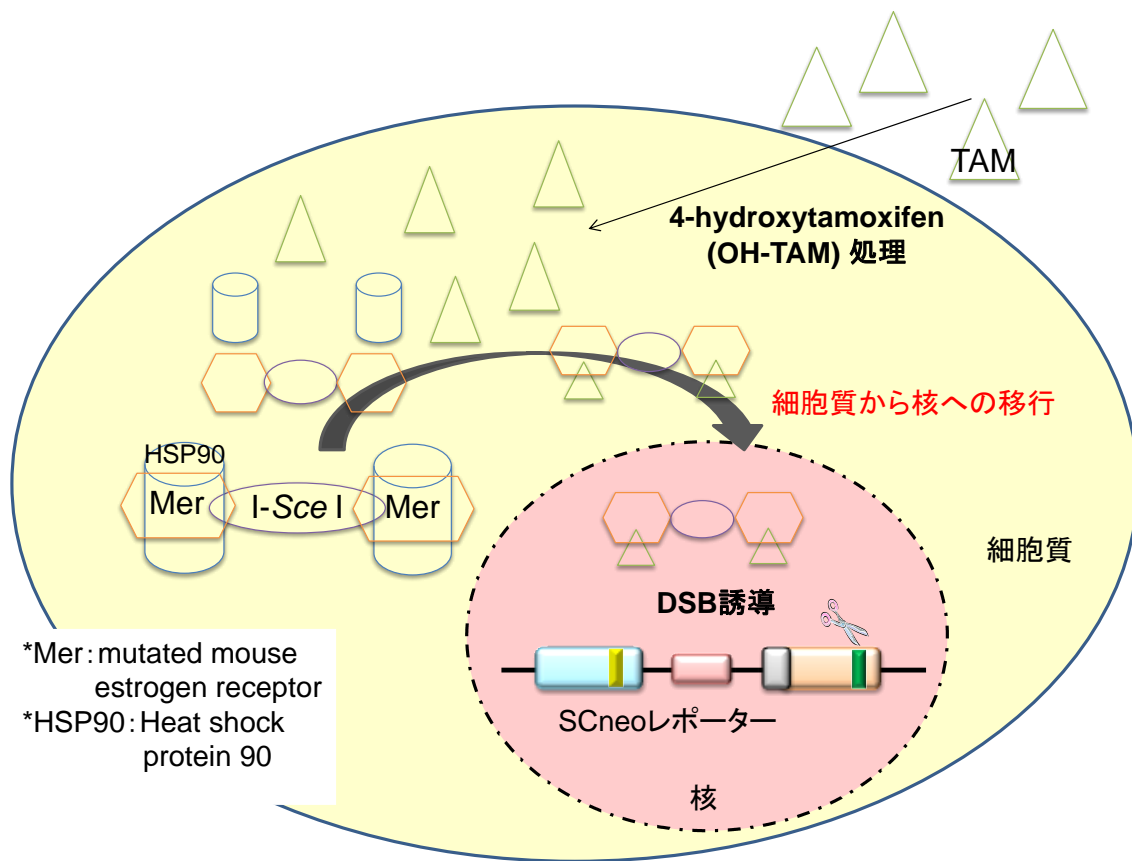 TAM
4-hydroxytamoxifen
(OH-TAM) 処理
細胞質から核への移行
HSP90
Mer
I-Sce I
Mer
細胞質
DSB誘導
*Mer：mutated mouse
estrogen receptor
*HSP90：Heat shock
protein 90
SCneoレポーター
核